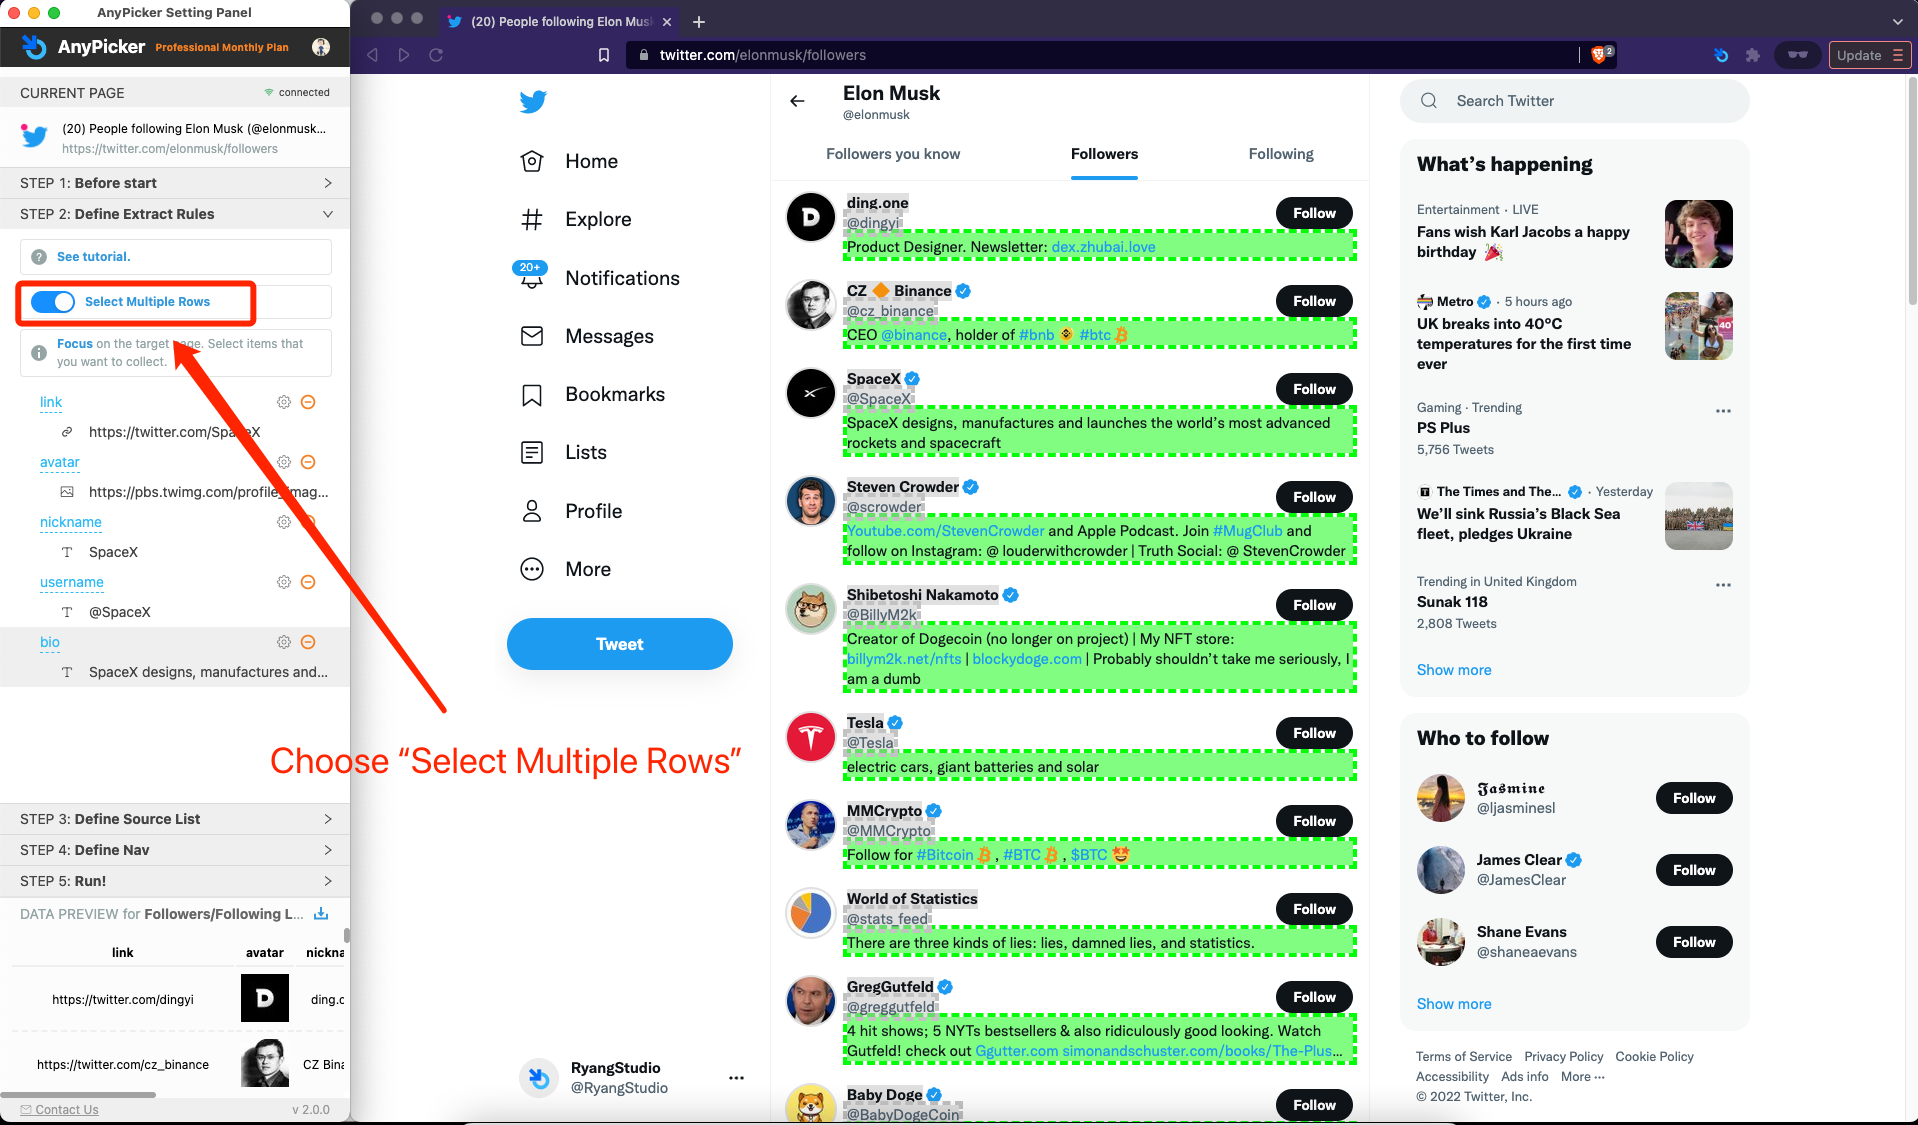 AnyPicker Setting Panel
AnyPicker Professional Monthly Plan
CURRENT PAGE connected
(20) People following Elon Musk (@elonmusk...
https://twitter.com/elonmusk/followers
STEP 1: Before start
STEP 2: Define Extract Rules
See tutorial.
Select Multiple Rows
Focus on the target page. Select items that
you want to collect.
link
https://twitter.com/SpaceX
avatar
https://pbs.twimg.com/profile_imag...
nickname
SpaceX
username
@SpaceX
bio
SpaceX designs, manufactures and...
STEP 3: Define Source List
STEP 4: Define Nav
STEP 5: Run!
DATA PREVIEW for Followers/Following L...
link avatar nickna
https://twitter.com/dingyi D ding.c
https://twitter.com/cz_binance CZ Bina
Contact Us v 2.0.0
Choose “Select Multiple Rows”
(20) People following Elon Mus
twitter.com/elonmusk/followers
2
Update
Home
Explore
20+
Notifications
Messages
Bookmarks
Lists
Profile
More
Tweet
RyangStudio
@RyangStudio
Elon Musk
@elonmusk
Followers you know Followers Following
D
ding.one
@dingyi
Follow
Product Designer. Newsletter: dex.zhubai.love
CZ 🔶 Binance
@cz_binance
Follow
CEO @binance, holder of #bnb #btc
SpaceX
@SpaceX
Follow
SpaceX designs, manufactures and launches the world’s most advanced
rockets and spacecraft
Steven Crowder
@scrowder
Follow
Youtube.com/StevenCrowder and Apple Podcast. Join #MugClub and
follow on Instagram: @ louderwithcrowder | Truth Social: @ StevenCrowder
Shibetoshi Nakamoto
@BillyM2k
Follow
Creator of Dogecoin (no longer on project) | My NFT store:
billym2k.net/nfts | blockydoge.com | Probably shouldn’t take me seriously, I
am a dumb
Tesla
@Tesla
Follow
electric cars, giant batteries and solar
MMCrypto
@MMCrypto
Follow
Follow for #Bitcoin , #BTC , $BTC 🤩
World of Statistics
@stats_feed
Follow
There are three kinds of lies: lies, damned lies, and statistics.
GregGutfeld
@greggutfeld
Follow
4 hit shows; 5 NYTs bestsellers & also ridiculously good looking. Watch
Gutfeld! check out Ggutter.com simonandschuster.com/books/The-Plus...
Baby Doge
@BabyDogeCoin
Follow
Search Twitter
What’s happening
Entertainment · LIVE
Fans wish Karl Jacobs a happy
birthday 🎉
Metro · 5 hours ago
UK breaks into 40°C
temperatures for the first time
ever
40°
Gaming · Trending
PS Plus
5,756 Tweets
The Times and The... · Yesterday
We’ll sink Russia’s Black Sea
fleet, pledges Ukraine
Trending in United Kingdom
Sunak 118
2,808 Tweets
Show more
Who to follow
𝕵𝖆𝖘𝖒𝖎𝖓𝖊
@ljasminesl
Follow
James Clear
@JamesClear
Follow
Shane Evans
@shaneaevans
Follow
Show more
Terms of Service Privacy Policy Cookie Policy
Accessibility Ads info More ···
© 2022 Twitter, Inc.